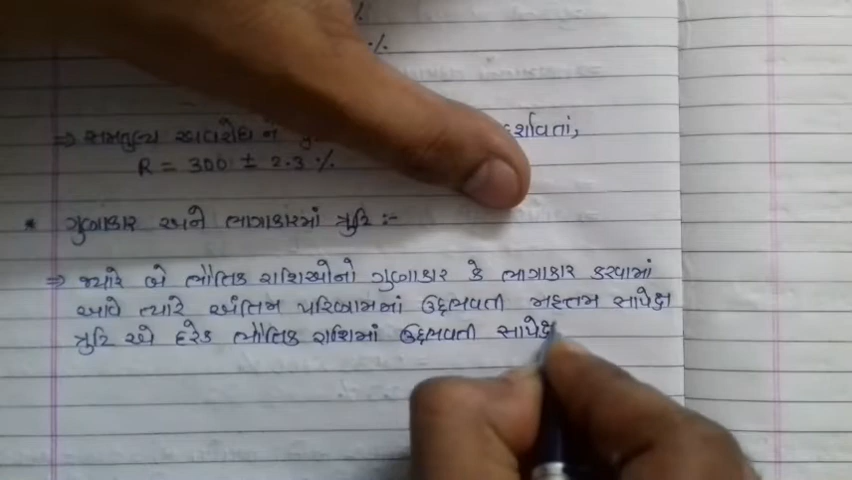 %
%
⇒ સમતુલ્ય અવરોધ ને દર્શાવતાં,
R = 300 ± 2.3 %
* ગુણાકાર અને ભાગાકારમાં ત્રુટિ :-
⇒ જ્યારે બે ભૌતિક રાશિઓનો ગુણાકાર કે ભાગાકાર કરવામાં
આવે ત્યારે અંતિમ પરિણામમાં ઉદ્દભવતી મહત્તમ સાપેક્ષ
ત્રુટિ એ દરેક ભૌતિક રાશિમાં ઉદ્દભવતી સાપેક્ષ